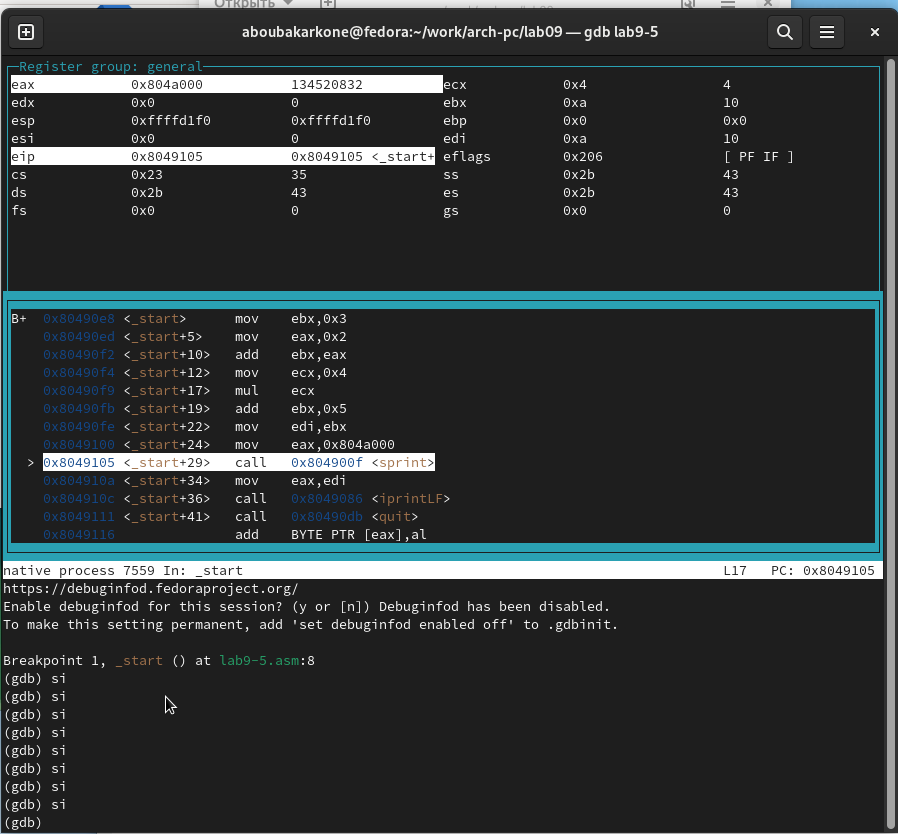 Открыть
aboubakarkone@fedora:~/work/arch-pc/lab09 — gdb lab9-5
Register group: general
eax 0x804a000 134520832 ecx 0x4 4
edx 0x0 0 ebx 0xa 10
esp 0xffffd1f0 0xffffd1f0 ebp 0x0 0x0
esi 0x0 0 edi 0xa 10
eip 0x8049105 0x8049105 <_start+ eflags 0x206 [ PF IF ]
cs 0x23 35 ss 0x2b 43
ds 0x2b 43 es 0x2b 43
fs 0x0 0 gs 0x0 0
B+ 0x80490e8 <_start> mov ebx,0x3
0x80490ed <_start+5> mov eax,0x2
0x80490f2 <_start+10> add ebx,eax
0x80490f4 <_start+12> mov ecx,0x4
0x80490f9 <_start+17> mul ecx
0x80490fb <_start+19> add ebx,0x5
0x80490fe <_start+22> mov edi,ebx
0x8049100 <_start+24> mov eax,0x804a000
> 0x8049105 <_start+29> call 0x804900f <sprint>
0x804910a <_start+34> mov eax,edi
0x804910c <_start+36> call 0x8049086 <iprintLF>
0x8049111 <_start+41> call 0x80490db <quit>
0x8049116 add BYTE PTR [eax],al
native process 7559 In: _start L17 PC: 0x8049105
https://debuginfod.fedoraproject.org/
Enable debuginfod for this session? (y or [n]) Debuginfod has been disabled.
To make this setting permanent, add 'set debuginfod enabled off' to .gdbinit.
Breakpoint 1, _start () at lab9-5.asm:8
(gdb) si
(gdb) si
(gdb) si
(gdb) si
(gdb) si
(gdb) si
(gdb) si
(gdb) si
(gdb)